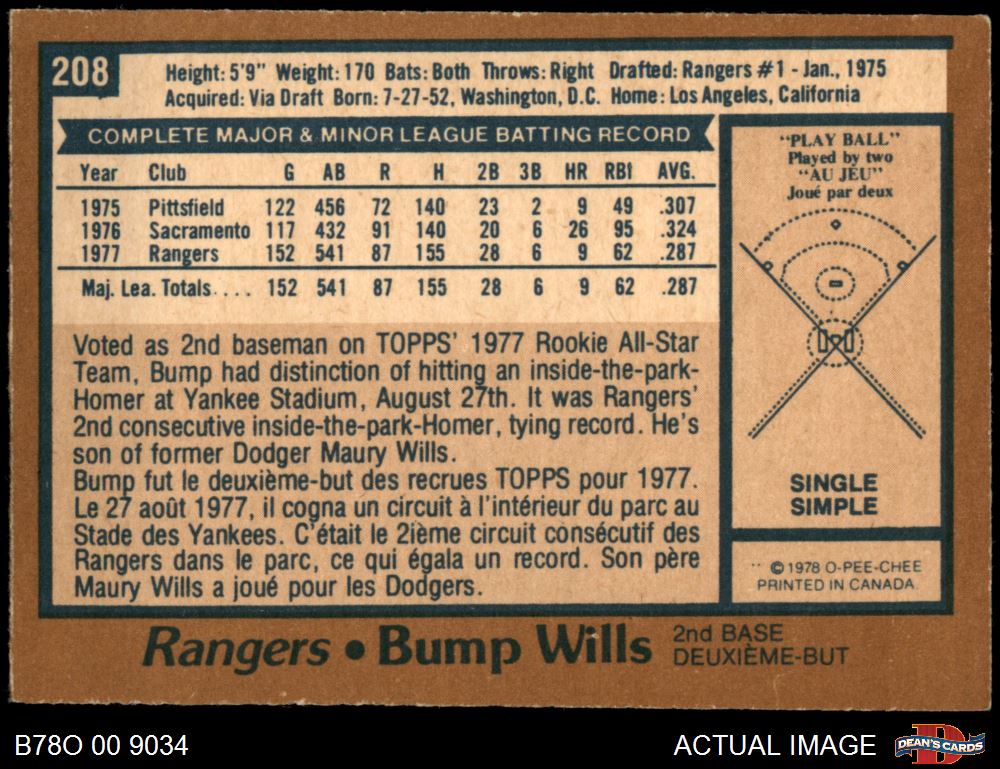 208
Height: 5'9" Weight: 170 Bats: Both Throws: Right Drafted: Rangers #1 - Jan., 1975
Acquired: Via Draft Born: 7-27-52, Washington, D.C. Home: Los Angeles, California
COMPLETE MAJOR & MINOR LEAGUE BATTING RECORD
Year Club G AB R H 2B 3B HR RBI AVG.
1975 Pittsfield 122 456 72 140 23 2 9 49 .307
1976 Sacramento 117 432 91 140 20 6 26 95 .324
1977 Rangers 152 541 87 155 28 6 9 62 .287
Maj. Lea. Totals.... 152 541 87 155 28 6 9 62 .287
Voted as 2nd baseman on TOPPS' 1977 Rookie All-Star
Team, Bump had distinction of hitting an inside-the-park-
Homer at Yankee Stadium, August 27th. It was Rangers'
2nd consecutive inside-the-park-Homer, tying record. He's
son of former Dodger Maury Wills.
Bump fut le deuxième-but des recrues TOPPS pour 1977.
Le 27 août 1977, il cogna un circuit à l'intérieur du parc au
Stade des Yankees. C'était le 2ième circuit consécutif des
Rangers dans le parc, ce qui égala un record. Son père
Maury Wills a joué pour les Dodgers.
"PLAY BALL"
Played by two
"AU JEU"
Joué par deux
SINGLE
SIMPLE
© 1978 O-PEE-CHEE
PRINTED IN CANADA.
Rangers • Bump Wills 2nd BASE
DEUXIÈME-BUT
B78O 00 9034
ACTUAL IMAGE
D
DEAN'S CARDS